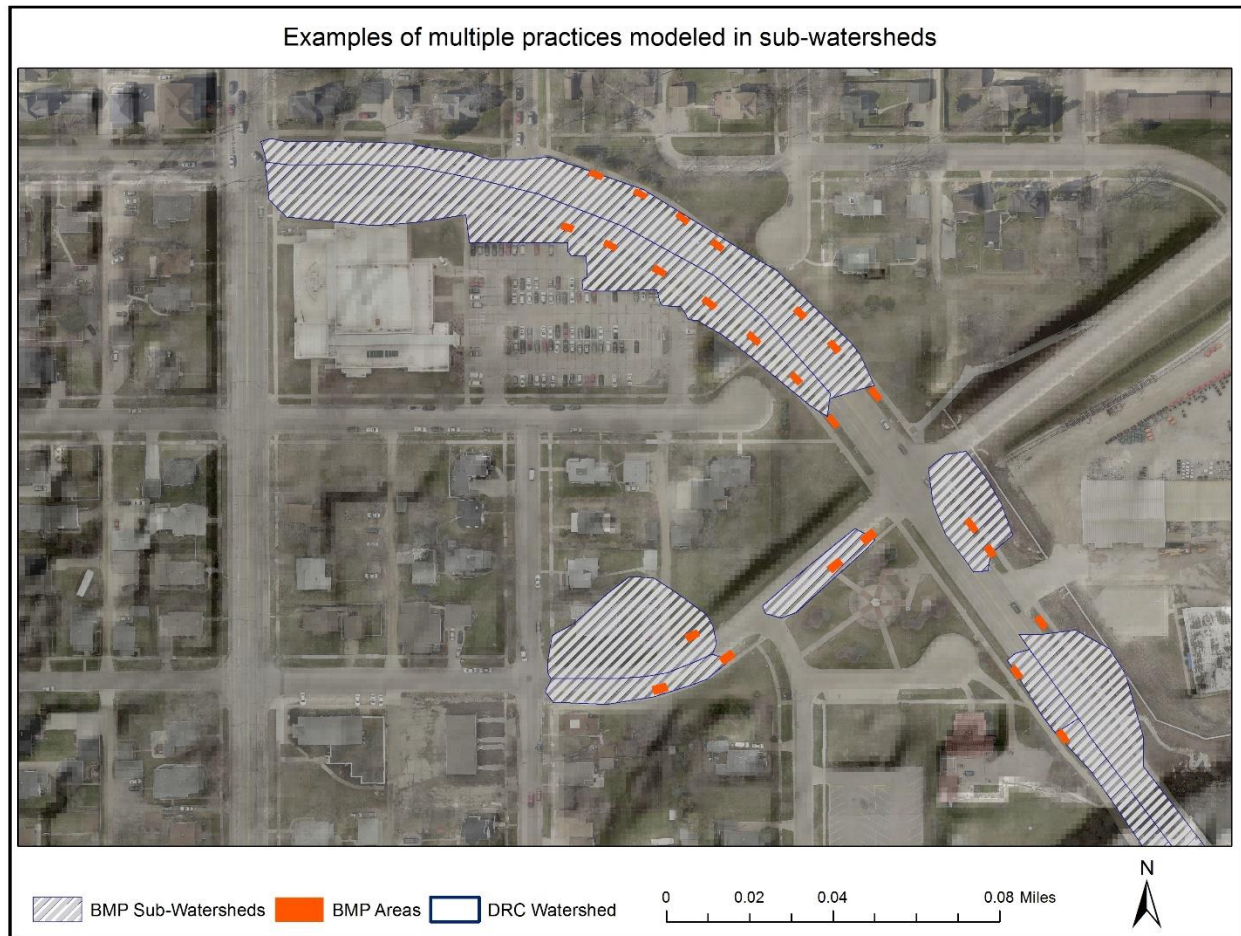 Examples of multiple practices modeled in sub-watersheds
N
BMP Sub-Watersheds BMP Areas DRC Watershed 0 0.02 0.04 0.08 Miles